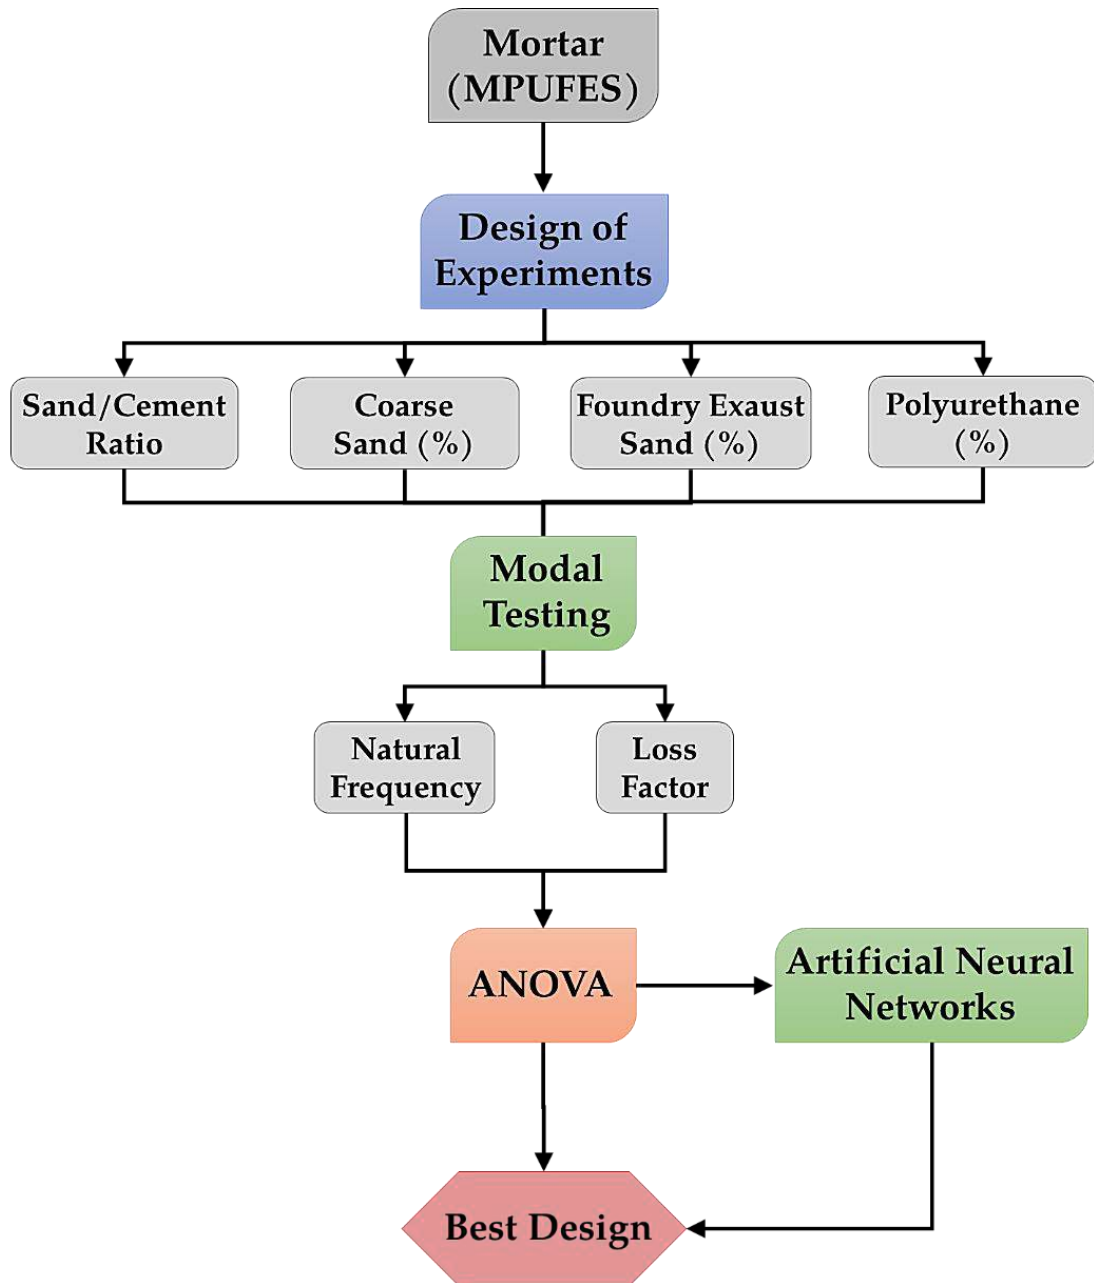 Mortar
(MPUFES)
Design of
Experiments
Sand/Cement
Ratio
Coarse
Sand (%)
Foundry Exaust
Sand (%)
Polyurethane
(%)
Modal
Testing
Natural
Frequency
Loss
Factor
ANOVA
Artificial Neural
Networks
Best Design